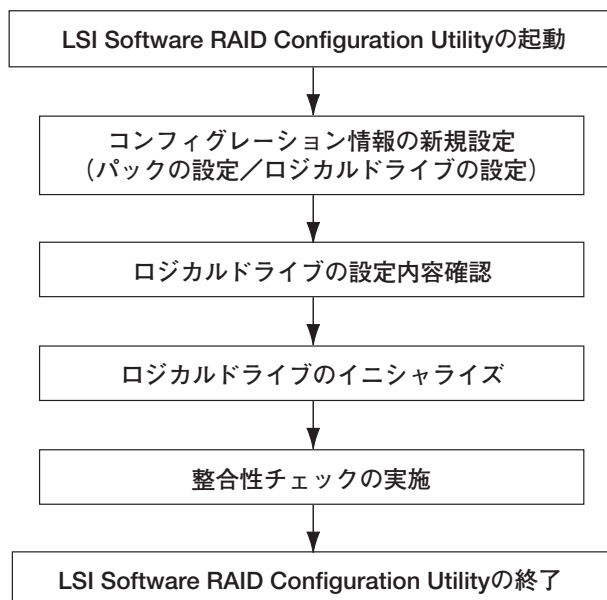 LSI Software RAID Configuration Utilityの起動
コンフィグレーション情報の新規設定
（パックの設定／ロジカルドライブの設定）
ロジカルドライブの設定内容確認
ロジカルドライブのイニシャライズ
整合性チェックの実施
LSI Software RAID Configuration Utilityの終了